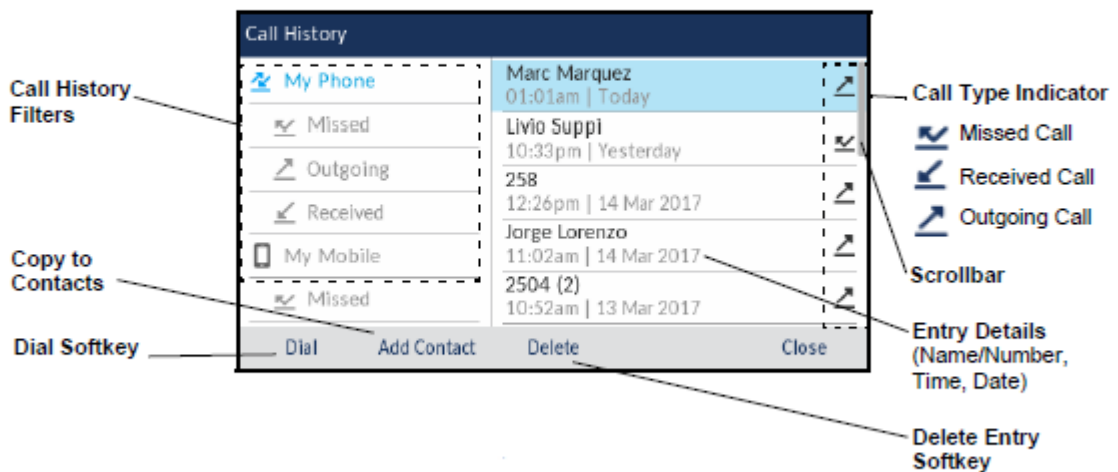 Call History
Call History
Filters
Copy to
Contacts
Dial Softkey
My Phone
Missed
Outgoing
Received
My Mobile
Missed
Marc Marquez
01:01am | Today
Livio Suppi
10:33pm | Yesterday
258
12:26pm | 14 Mar 2017
Jorge Lorenzo
11:02am | 14 Mar 2017
2504 (2)
10:52am | 13 Mar 2017
Dial Add Contact Delete Close
Call Type Indicator
Missed Call
Received Call
Outgoing Call
Scrollbar
Entry Details
(Name/Number,
Time, Date)
Delete Entry
Softkey